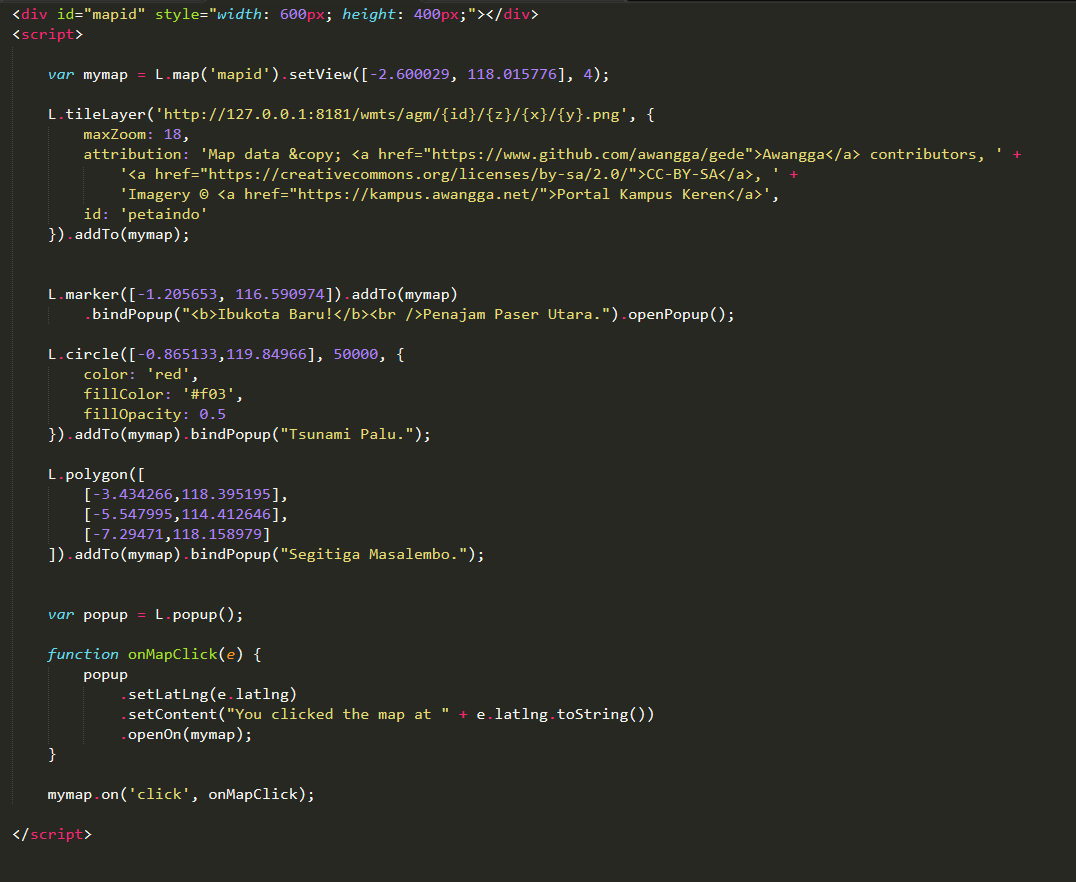 <div id="mapid" style="width: 600px; height: 400px;"></div>
<script>
var mymap = L.map('mapid').setView([-2.600029, 118.015776], 4);
L.tileLayer('http://127.0.0.1:8181/wmts/agm/{id}/{z}/{x}/{y}.png', {
maxZoom: 18,
attribution: 'Map data &copy; <a href="https://www.github.com/awangga/gede">Awangga</a> contributors, ' +
'<a href="https://creativecommons.org/licenses/by-sa/2.0/">CC-BY-SA</a>, ' +
'Imagery © <a href="https://kampus.awangga.net/">Portal Kampus Keren</a>',
id: 'petaindo'
}).addTo(mymap);
L.marker([-1.205653, 116.590974]).addTo(mymap)
.bindPopup("<b>Ibukota Baru!</b><br />Penajam Paser Utara.").openPopup();
L.circle([-0.865133,119.84966], 50000, {
color: 'red',
fillColor: '#f03',
fillOpacity: 0.5
}).addTo(mymap).bindPopup("Tsunami Palu.");
L.polygon([
[-3.434266,118.395195],
[-5.547995,114.412646],
[-7.29471,118.158979]
]).addTo(mymap).bindPopup("Segitiga Masalembo.");
var popup = L.popup();
function onMapClick(e) {
popup
.setLatLng(e.latlng)
.setContent("You clicked the map at " + e.latlng.toString())
.openOn(mymap);
}
mymap.on('click', onMapClick);
</script>